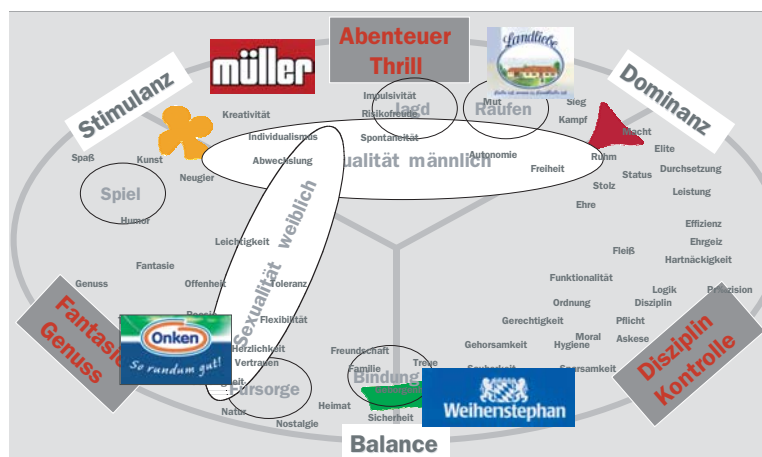 Abenteuer
Thrill
müller
Landliebe
Stimulanz
Dominanz
Impulsivität
Jagd
Raufen
Mut
Sieg
Risikofreude
Kreativität
Kampf
Macht
Individualismus
Spontaneität
Elite
Spaß
Kunst
Abwechslung
ualität männlich
Autonomie
Ruhm
Freiheit
Durchsetzung
Status
Neugier
Stolz
Leistung
Spiel
Ehre
Humor
Effizienz
Sexualität weiblich
Leichtigkeit
Ehrgeiz
Fleiß
Hartnäckigkeit
Fantasie
Funktionalität
Genuss
Offenheit
Toleranz
Logik
Präzision
Ordnung
Disziplin
Fantasie
Genuss
Flexibilität
Gerechtigkeit
Pflicht
Onken
So rundum gut!
Moral
Askese
Disziplin
Kontrolle
Herzlichkeit
Freundschaft
Gehorsamkeit
Hygiene
Vertrauen
Familie
Treue
Sauberkeit
Sparsamkeit
Bindung
Fürsorge
Weihenstephan
Natur
Heimat
Sicherheit
Nostalgie
Balance